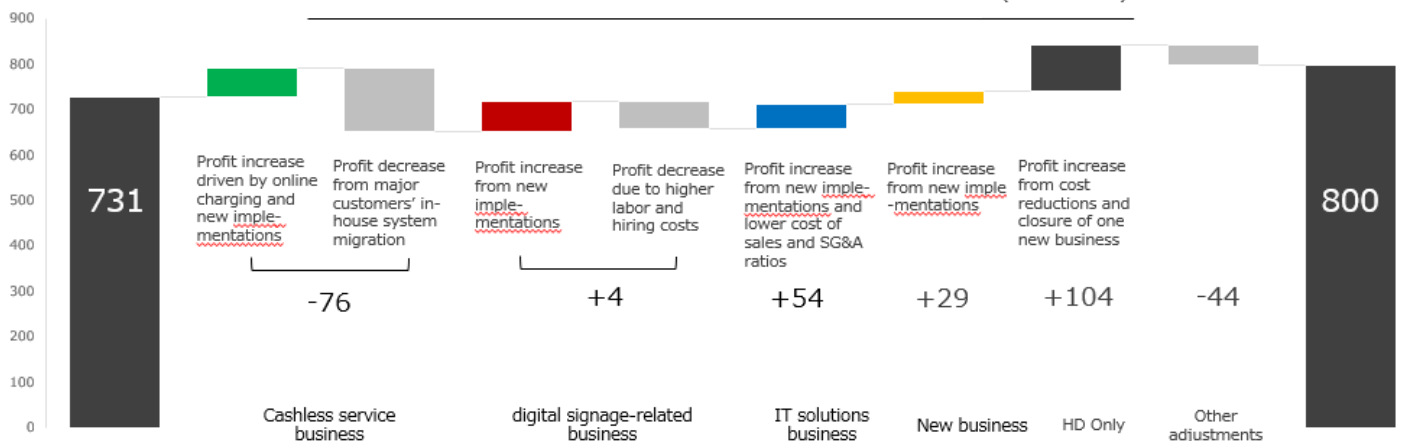 900
800
700
600
500
400
300
200
100
0
731
Profit increase
driven by online
charging and
new imple-
mentations
Profit decrease
from major
customers' in-
house system
migration
-76
Cashless service
business
Profit increase
from new
imple-
mentations
Profit decrease
due to higher
labor and
hiring costs
+4
digital signage-related
business
Profit increase
from new imple-
mentations and
lower cost of
sales and SG&A
ratios
+54
IT solutions
business
Profit increase
from new imple
-mentations
+29
New business
Profit increase
from cost
reductions and
closure of one
new business
+104
HD Only
-44
Other
adjustments
800